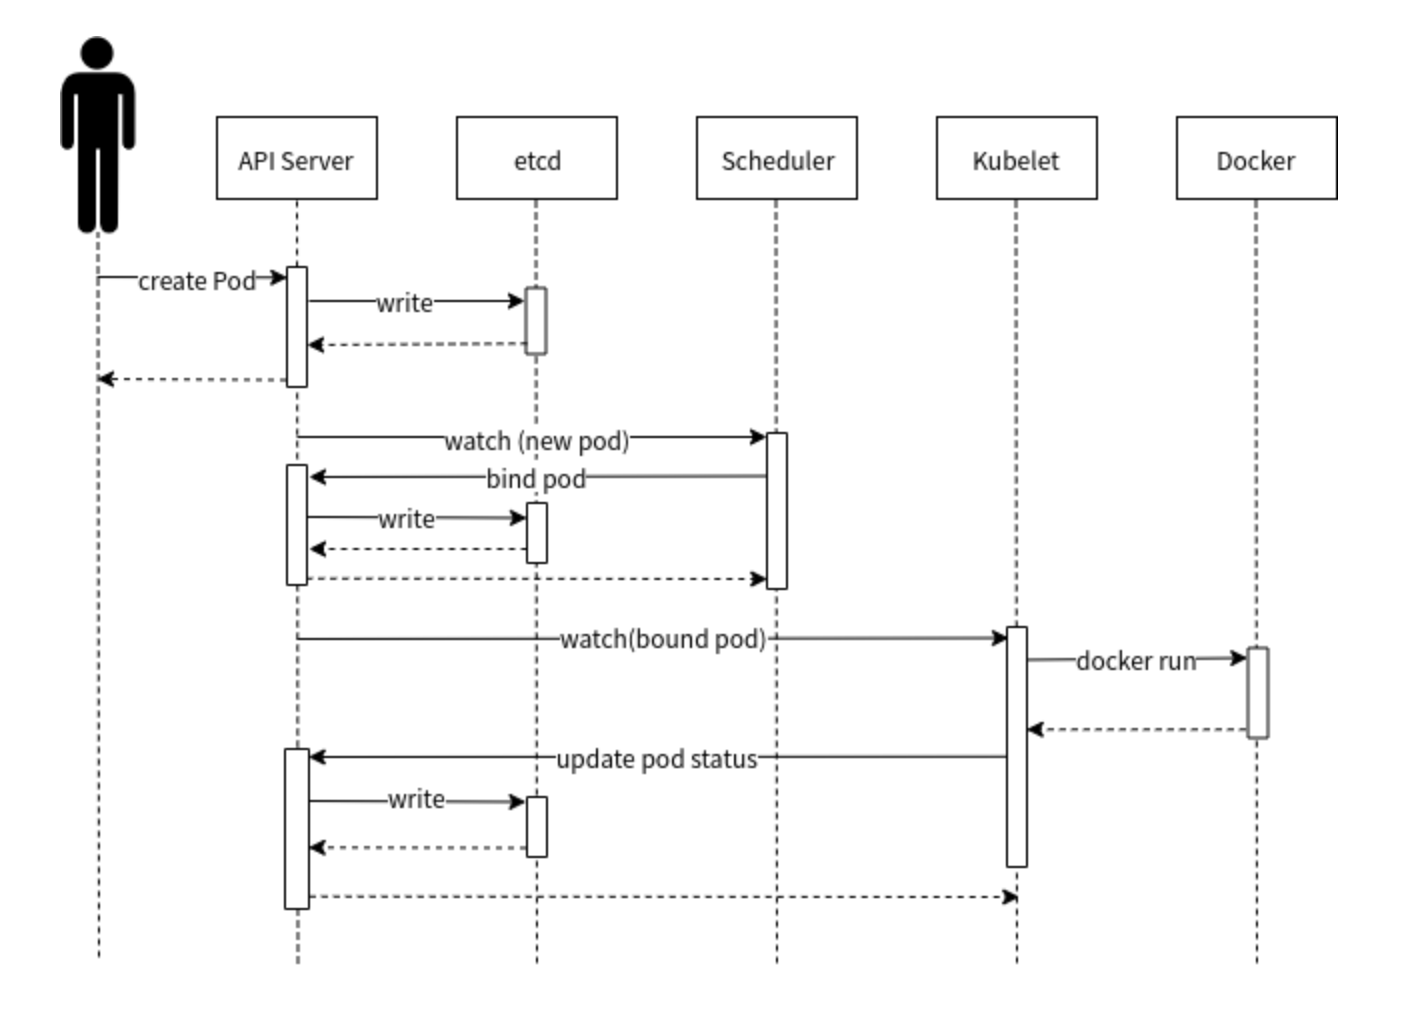 API Server
etcd
Scheduler
Kubelet
Docker
create Pod
write
watch (new pod)
bind pod
write
watch(bound pod)
docker run
update pod status
write